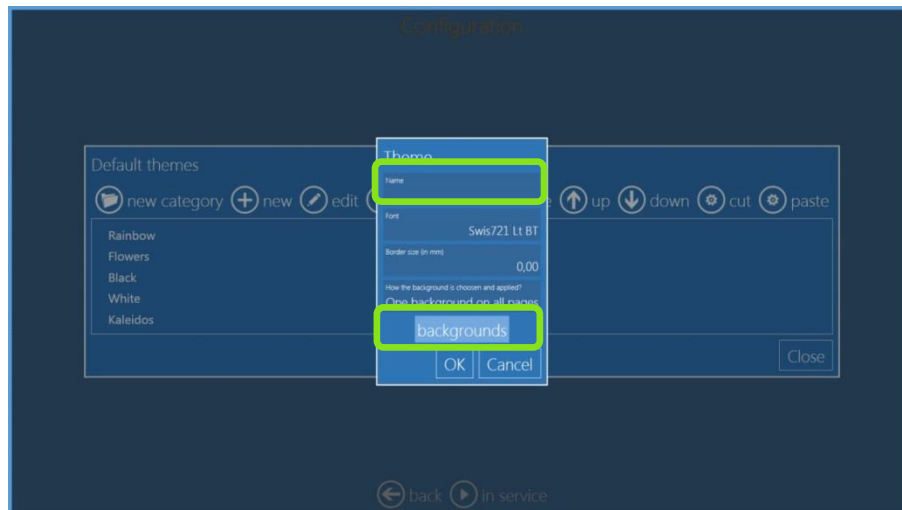 Configuration
Default themes
new category new edit e up down cut paste
Rainbow
Flowers
Black
White
Kaleidos
Theme
Name
Font
Swis721 Lt BT
Border size (in mm)
0,00
How the background is choosen and applied?
One background on all pages
backgrounds
OK Cancel
Close
back in service